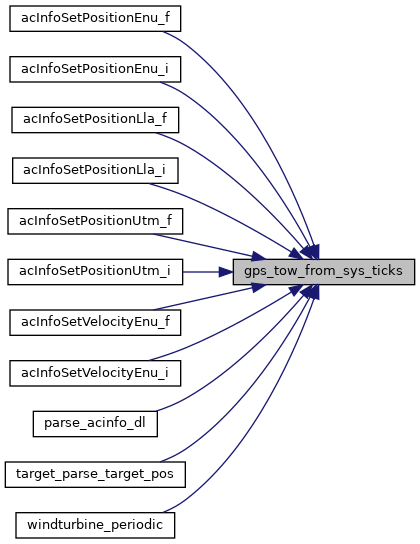 acInfoSetPositionEnu_f
acInfoSetPositionEnu_i
acInfoSetPositionLla_f
acInfoSetPositionLla_i
acInfoSetPositionUtm_f
acInfoSetPositionUtm_i
gps_tow_from_sys_ticks
acInfoSetVelocityEnu_f
acInfoSetVelocityEnu_i
parse_acinfo_dl
target_parse_target_pos
windturbine_periodic